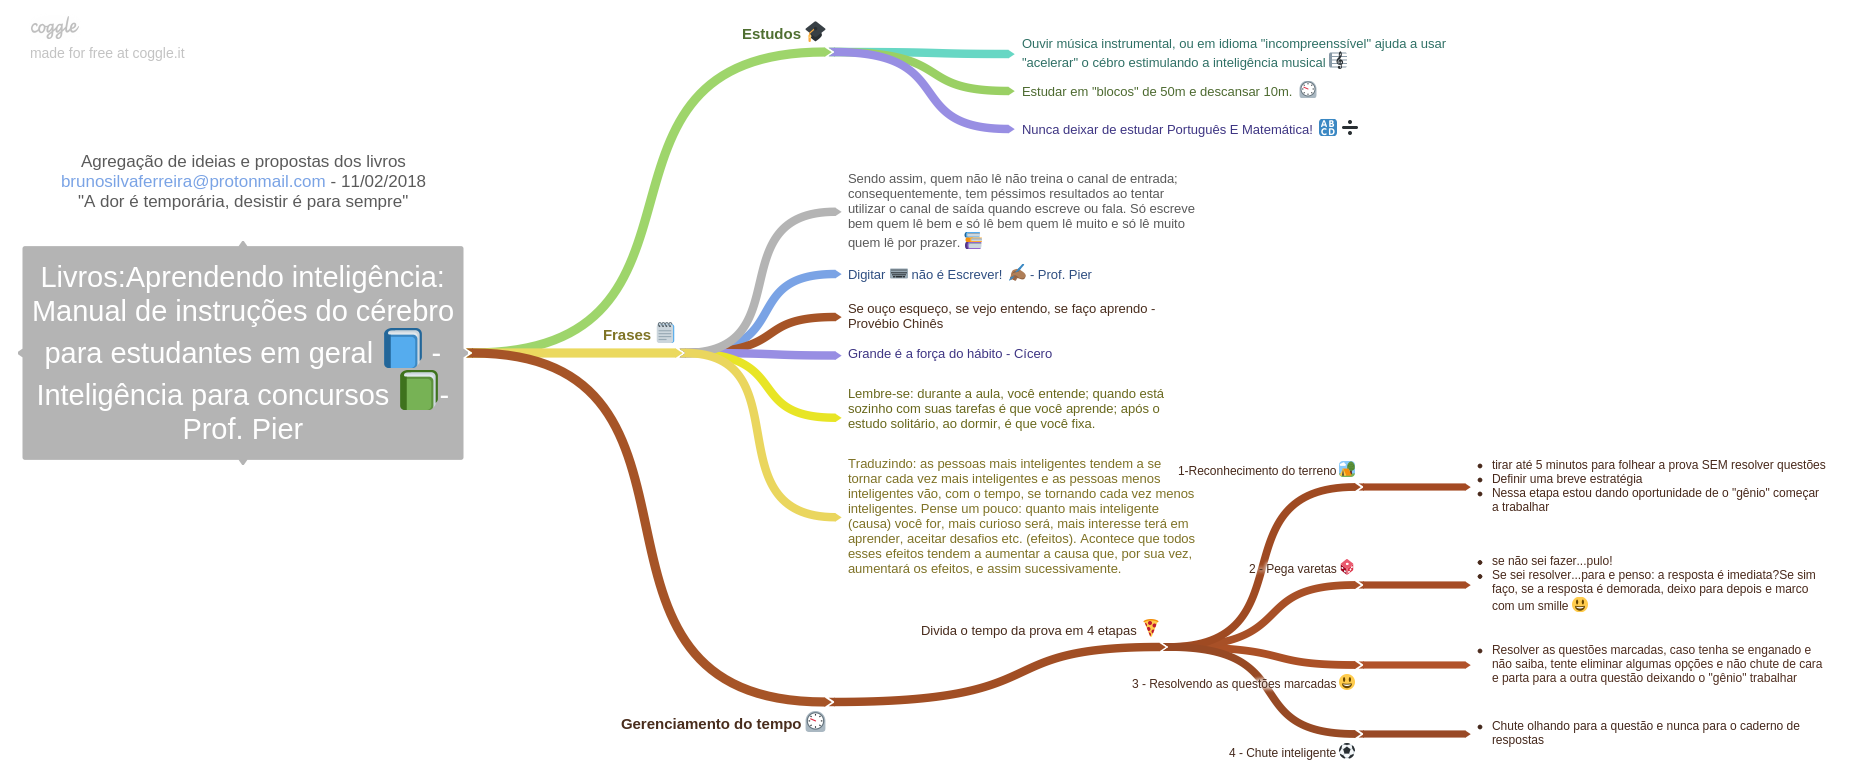 coggle
made for free at coggle.it
Agregação de ideias e propostas dos livros
brunosilvaferreira@protonmail.com - 11/02/2018
"A dor é temporária, desistir é para sempre"
Livros:Aprendendo inteligência:
Manual de instruções do cérebro
para estudantes em geral 📘 -
Inteligência para concursos 📗-
Prof. Pier
Estudos 🎓
Ouvir música instrumental, ou em idioma "incompreenssível" ajuda a usar
"acelerar" o cébro estimulando a inteligência musical 🎼
Estudar em "blocos" de 50m e descansar 10m. 🕙
Nunca deixar de estudar Português E Matemática! 🔠 ➗
Frases 🗒
Sendo assim, quem não lê não treina o canal de entrada;
consequentemente, tem péssimos resultados ao tentar
utilizar o canal de saída quando escreve ou fala. Só escreve
bem quem lê bem e só lê bem quem lê muito e só lê muito
quem lê por prazer. 📚
Digitar ⌨ não é Escrever! ✍🏾 - Prof. Pier
Se ouço esqueço, se vejo entendo, se faço aprendo -
Provébio Chinês
Grande é a força do hábito - Cícero
Lembre-se: durante a aula, você entende; quando está
sozinho com suas tarefas é que você aprende; após o
estudo solitário, ao dormir, é que você fixa.
Traduzindo: as pessoas mais inteligentes tendem a se
tornar cada vez mais inteligentes e as pessoas menos
inteligentes vão, com o tempo, se tornando cada vez menos
inteligentes. Pense um pouco: quanto mais inteligente
(causa) você for, mais curioso será, mais interesse terá em
aprender, aceitar desafios etc. (efeitos). Acontece que todos
esses efeitos tendem a aumentar a causa que, por sua vez,
aumentará os efeitos, e assim sucessivamente.
Gerenciamento do tempo 🕙
Divida o tempo da prova em 4 etapas 🍕
1-Reconhecimento do terreno 🏞
• tirar até 5 minutos para folhear a prova SEM resolver questões
• Definir uma breve estratégia
• Nessa etapa estou dando oportunidade de o "gênio" começar
a trabalhar
2 - Pega varetas 🎲
• se não sei fazer...pulo!
• Se sei resolver...para e penso: a resposta é imediata?Se sim
faço, se a resposta é demorada, deixo para depois e marco
com um smille 😃
3 - Resolvendo as questões marcadas 😃
• Resolver as questões marcadas, caso tenha se enganado e
não saiba, tente eliminar algumas opções e não chute de cara
e parta para a outra questão deixando o "gênio" trabalhar
4 - Chute inteligente ⚽
• Chute olhando para a questão e nunca para o caderno de
respostas